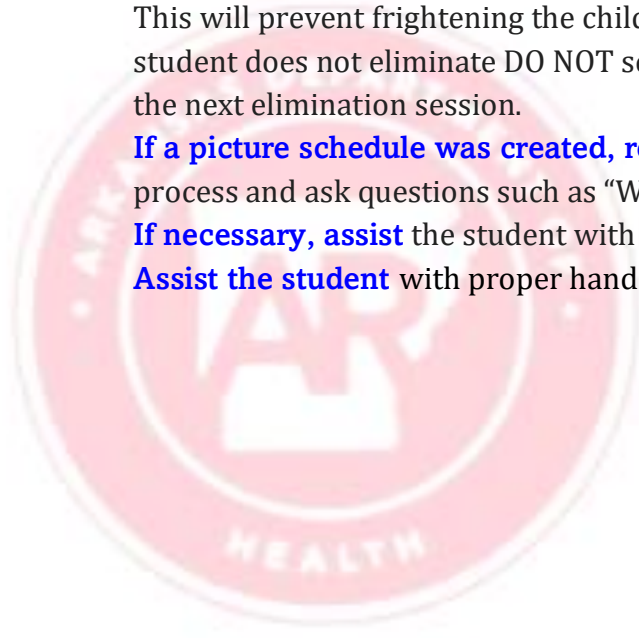 This will prevent frightening the chil
student does not eliminate DO NOT s
the next elimination session.
If a picture schedule was created, r
process and ask questions such as “W
If necessary, assist the student with
Assist the student with proper hand
AR
HEALTH